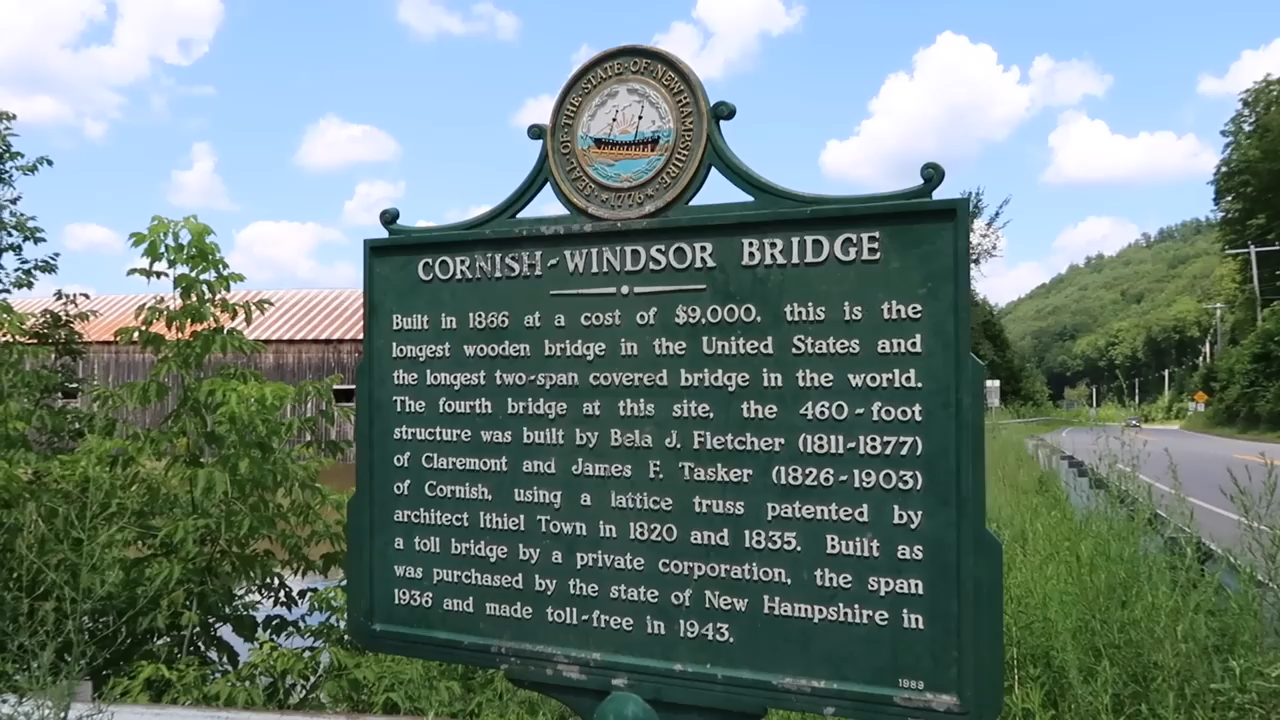 SEAL·OF·THE·STATE·OF·NEW HAMPSHIRE
·1776·
CORNISH-WINDSOR BRIDGE
Built in 1866 at a cost of $9,000, this is the
longest wooden bridge in the United States and
the longest two-span covered bridge in the world.
The fourth bridge at this site, the 460-foot
structure was built by Bela J. Fletcher (1811-1877)
of Claremont and James F. Tasker (1826-1903)
of Cornish, using a lattice truss patented by
architect Ithiel Town in 1820 and 1835. Built as
a toll bridge by a private corporation, the span
was purchased by the state of New Hampshire in
1936 and made toll-free in 1943.
1989